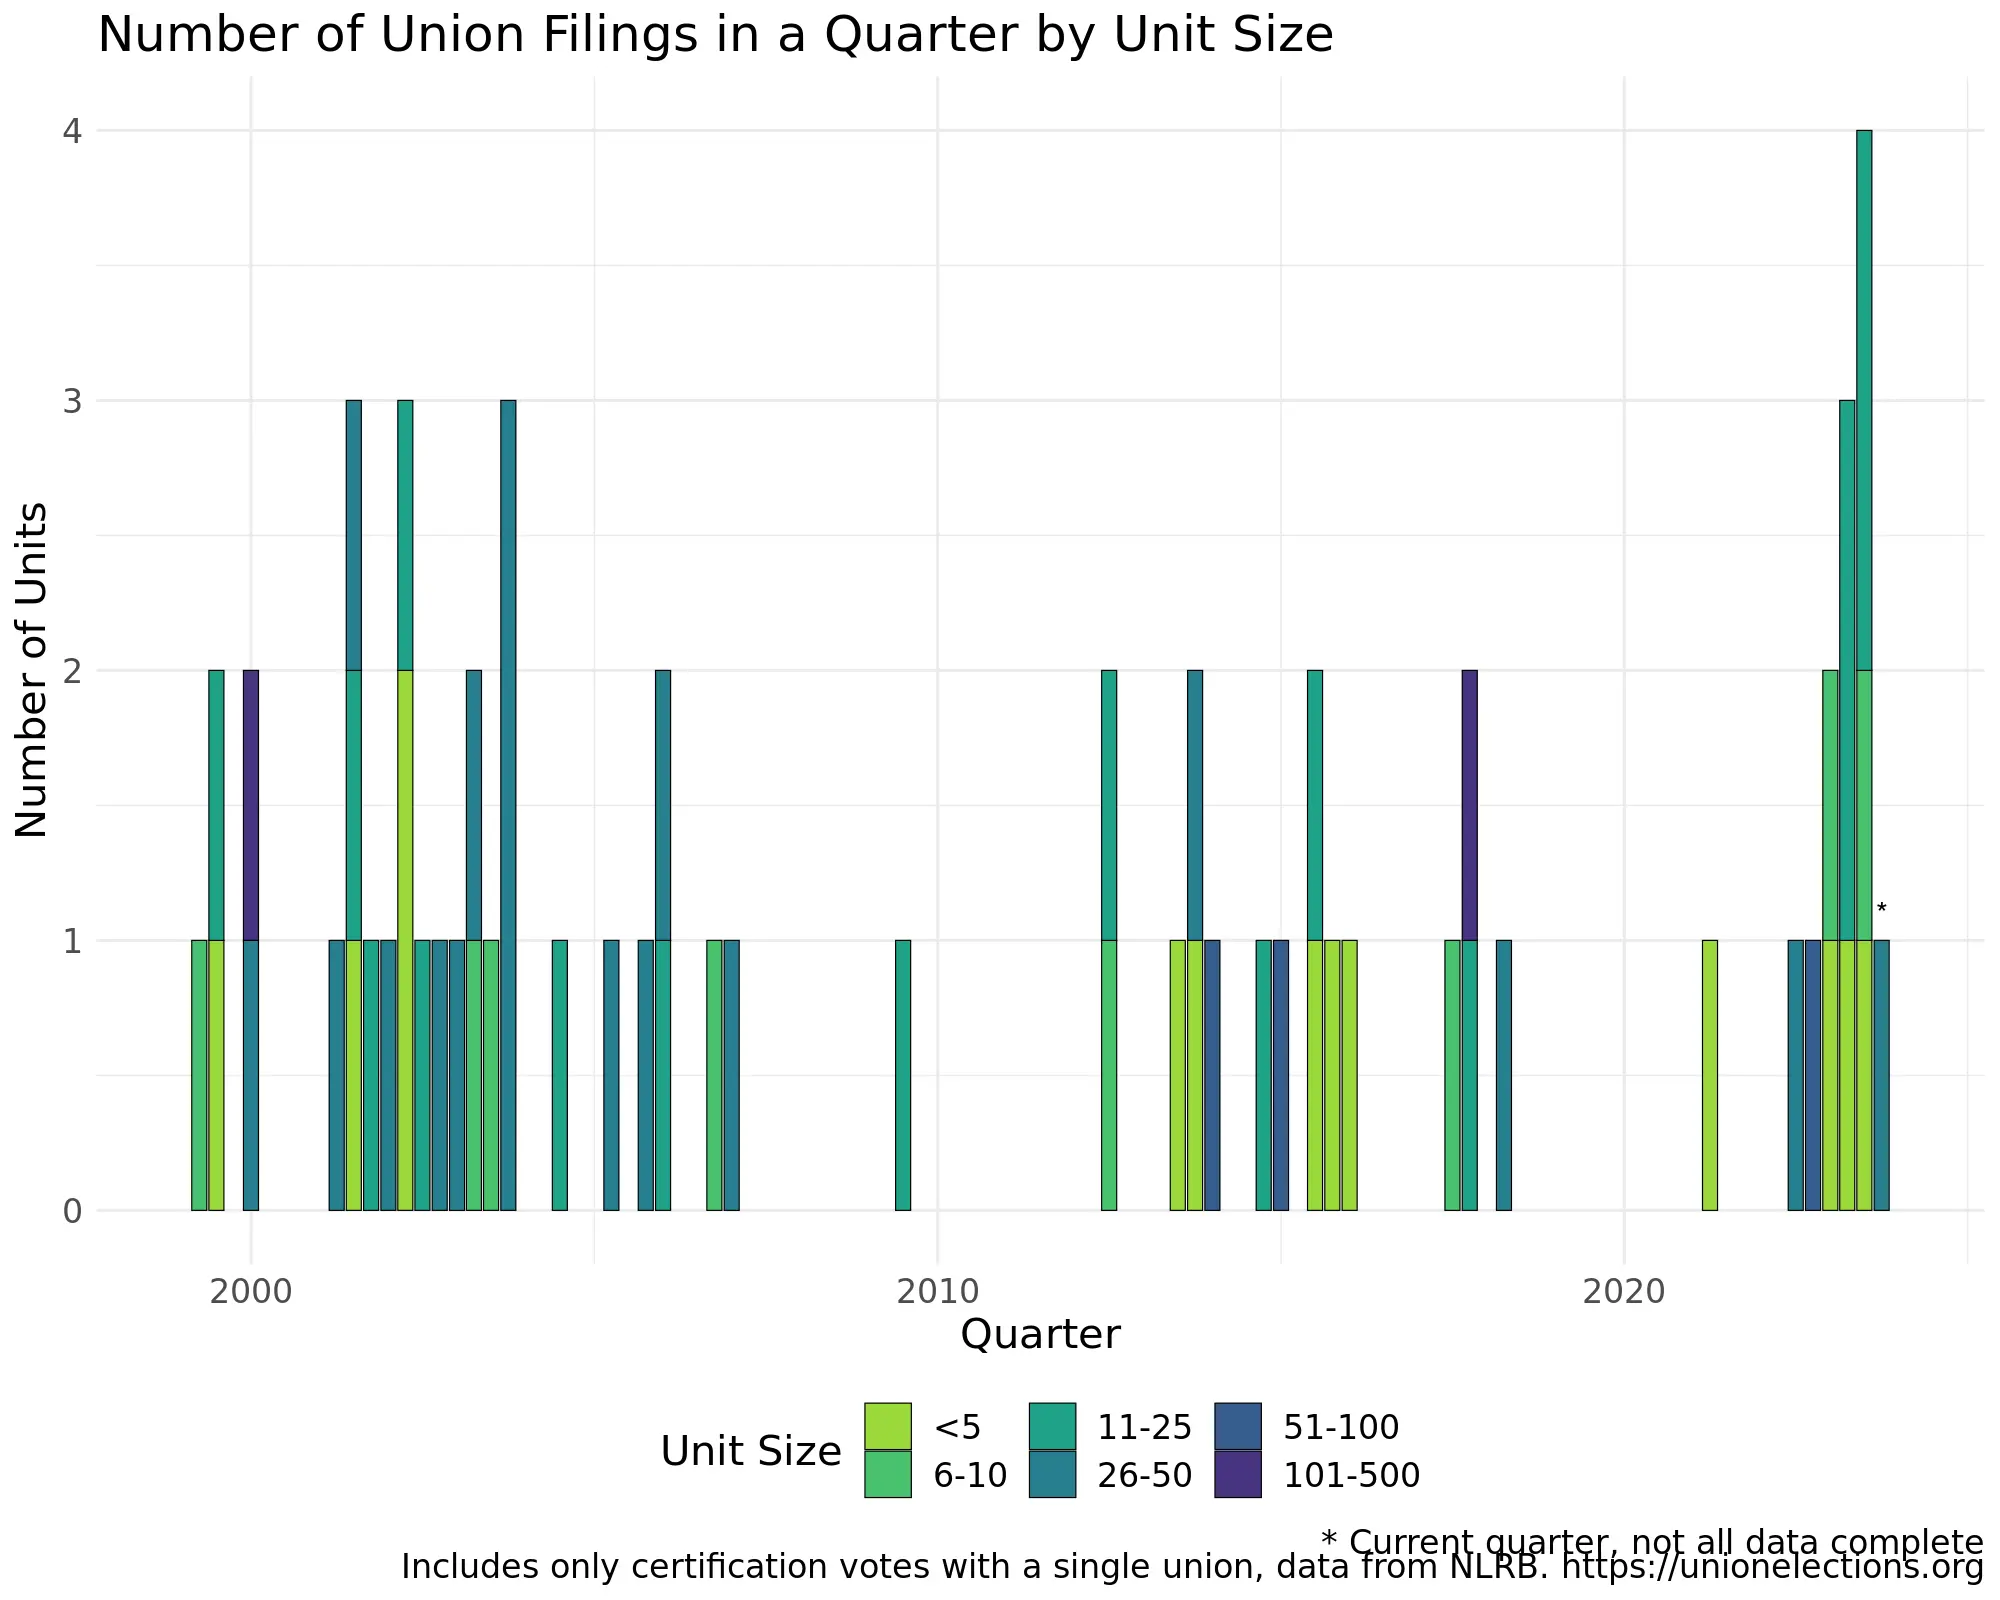 Number of Union Filings in a Quarter by Unit Size
Number of Units
4
3
2
1
0
*
2000 2010 2020
Quarter
Unit Size
<5 11-25 51-100
6-10 26-50 101-500
* Current quarter, not all data complete
Includes only certification votes with a single union, data from NLRB. https://unionelections.org